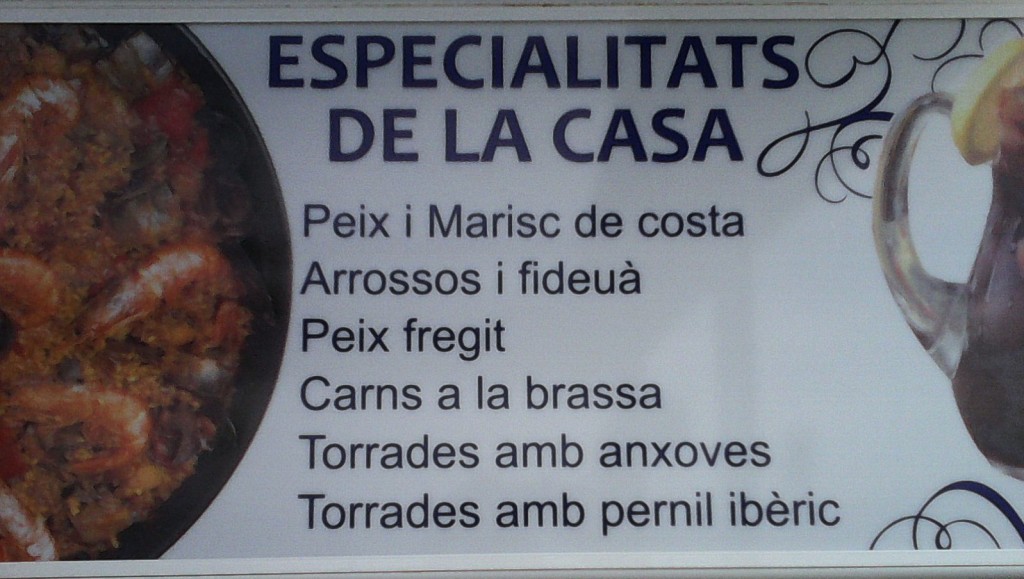 ESPECIALITATS
DE LA CASA
Peix i Marisc de costa
Arrossos i fideuà
Peix fregit
Carns a la brassa
Torrades amb anxoves
Torrades amb pernil ibèric